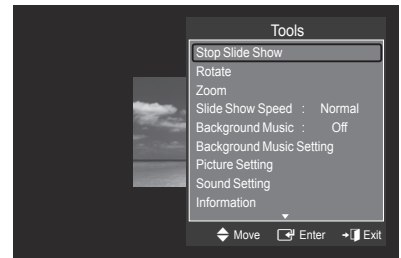 Tools
Stop Slide Show
Rotate
Zoom
Slide Show Speed : Normal
Background Music : Off
Background Music Setting
Picture Setting
Sound Setting
Information
Move Enter Exit